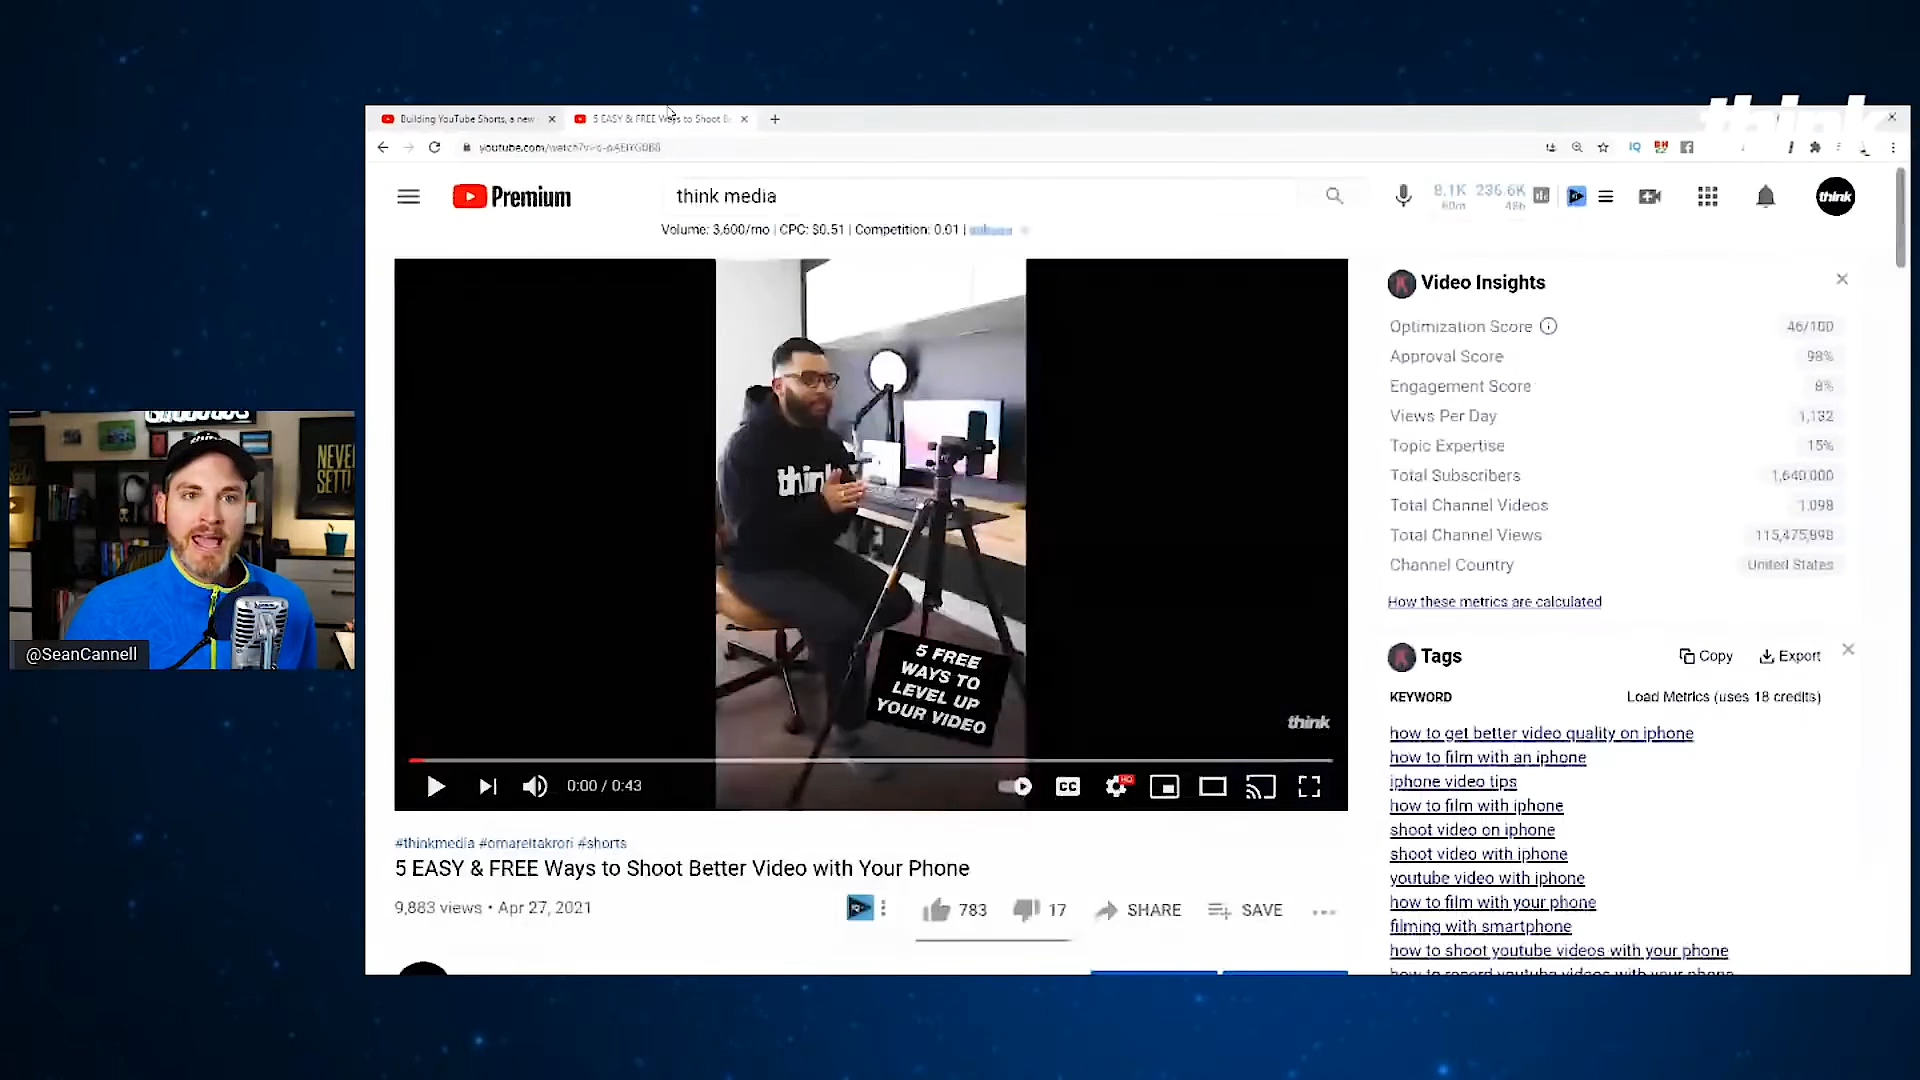 think
Building YouTube Shorts, a new
5 EASY & FREE Ways to Shoot Be
IQ
Premium
think media
8.1K 236.6K
60m 48h
think
Volume: 3,600/mo | CPC: $0.51 | Competition: 0.01 |
Video Insights
Optimization Score 46/100
Approval Score 98%
Engagement Score 8%
Views Per Day 1,132
Topic Expertise 15%
Total Subscribers 1,640,000
Total Channel Videos 1,098
Total Channel Views 115,475,898
Channel Country United States
How these metrics are calculated
think
5 FREE
WAYS TO
LEVEL UP
YOUR VIDEO
think
0:00 / 0:43
CC
HD
#thinkmedia #omareltakrori #shorts
5 EASY & FREE Ways to Shoot Better Video with Your Phone
9,883 views • Apr 27, 2021
783
17
SHARE
SAVE
Tags
Copy
Export
KEYWORD
Load Metrics (uses 18 credits)
how to get better video quality on iphone
how to film with an iphone
iphone video tips
how to film with iphone
shoot video on iphone
shoot video with iphone
youtube video with iphone
how to film with your phone
filming with smartphone
how to shoot youtube videos with your phone
how to record youtube videos with your phone
NEVER
SETTL
@SeanCannell